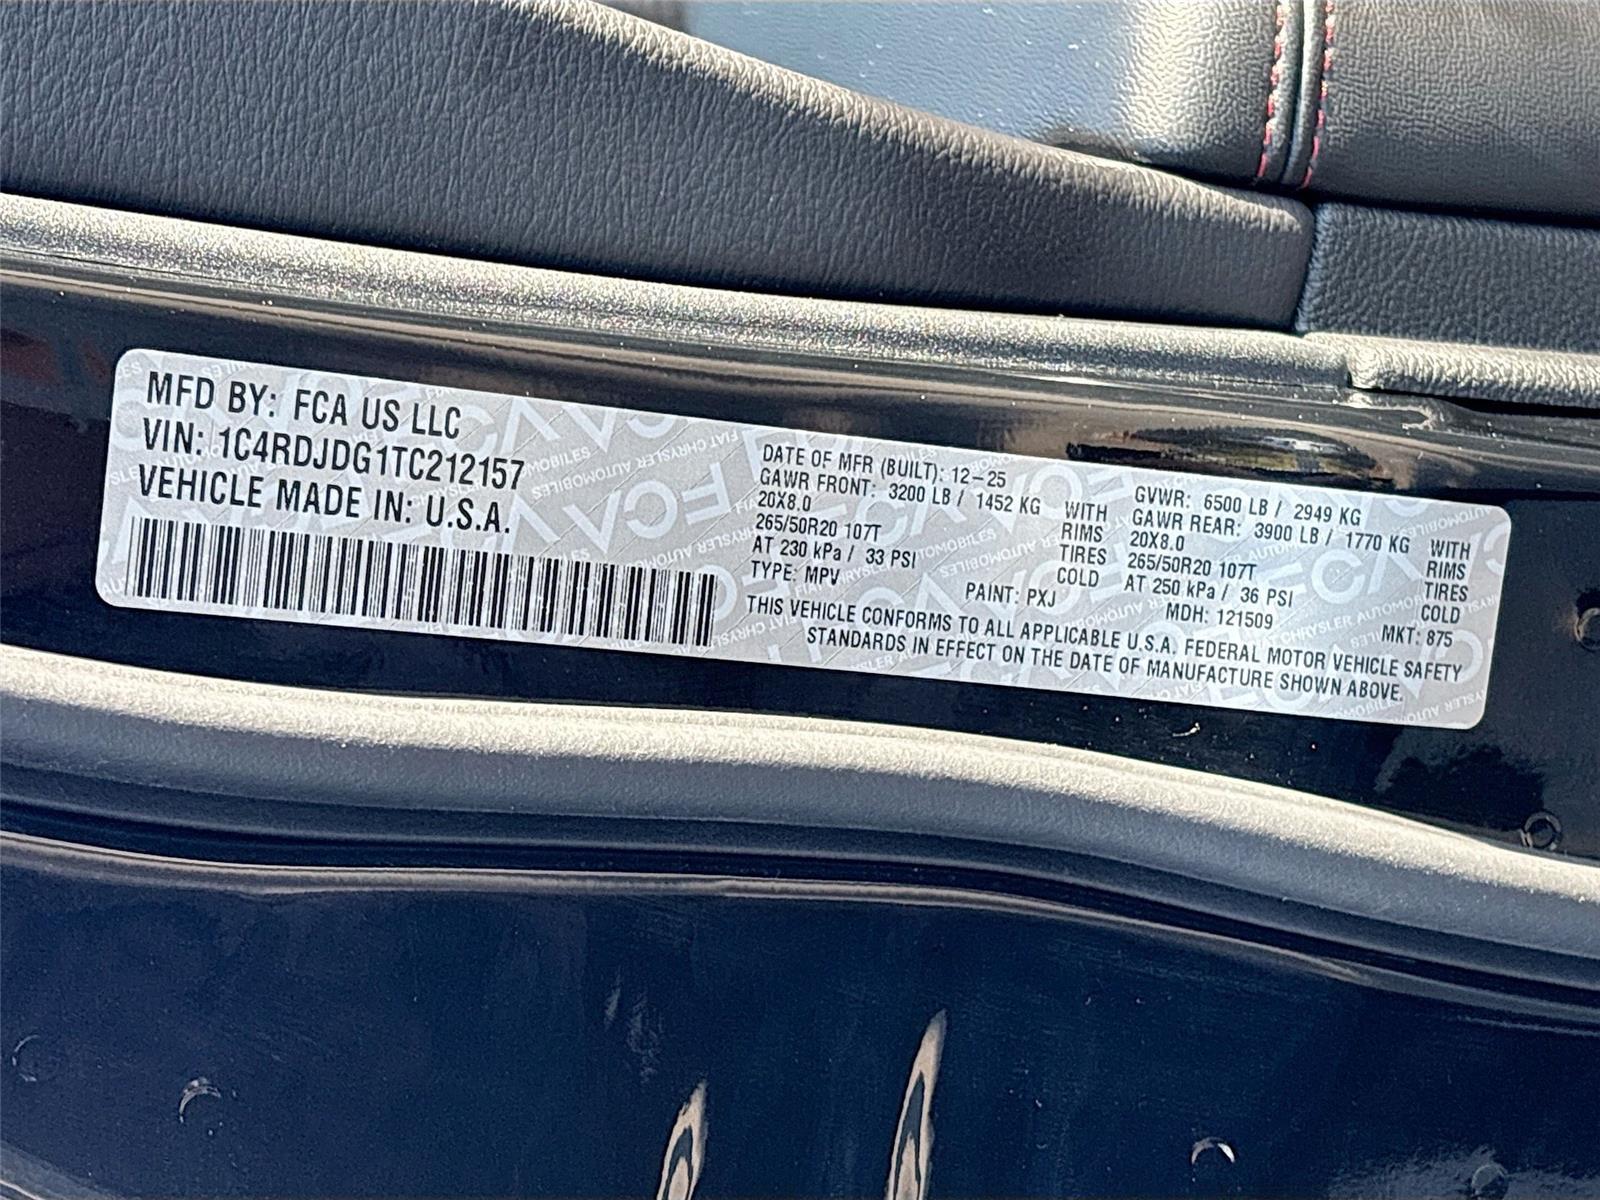 MFD BY: FCA US LLC
VIN: 1C4RDJDG1TC212157
VEHICLE MADE IN: U.S.A.
DATE OF MFR (BUILT): 12-25
GAWR FRONT: 3200 LB / 1452 KG WITH
20X8.0 RIMS
265/50R20 107T TIRES
AT 230 kPa / 33 PSI COLD
TYPE: MPV PAINT: PXJ
GVWR: 6500 LB / 2949 KG
GAWR REAR: 3900 LB / 1770 KG WITH
20X8.0 RIMS
265/50R20 107T TIRES
AT 250 kPa / 36 PSI COLD
MDH: 121509 MKT: 875
THIS VEHICLE CONFORMS TO ALL APPLICABLE U.S.A. FEDERAL MOTOR VEHICLE SAFETY
STANDARDS IN EFFECT ON THE DATE OF MANUFACTURE SHOWN ABOVE.